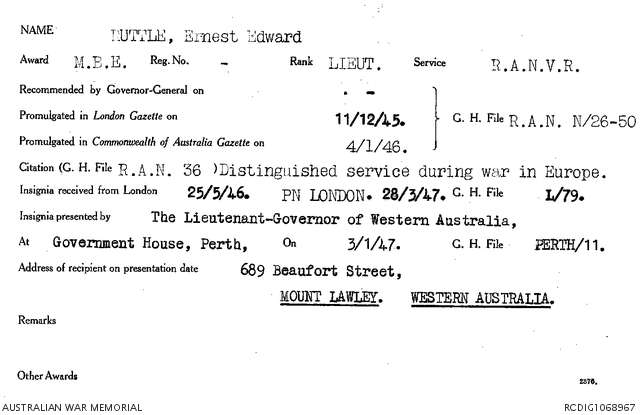 NAME Ernest Edward
Award M.B.E. Reg. No. - Rank LIEUT. Service R.A.N.V.R.
Recommended by Governor-General on . -
Promulgated in London Gazette on 11/12/45. G. H. File R.A.N. N/26-50
Promulgated in Commonwealth of Australia Gazette on 4/1/46.
Citation (G. H. File R.A.N. 36 )Distinguished service during war in Europe.
Insignia received from London 25/5/46. PN LONDON. 28/3/47. G. H. File L/79.
Insignia presented by The Lieutenant-Governor of Western Australia,
At Government House, Perth, On 3/1/47. G. H. File PERTH/11.
Address of recipient on presentation date 689 Beaufort Street,
MOUNT LAWLEY. WESTERN AUSTRALIA.
Remarks
Other Awards 2876.
AUSTRALIAN WAR MEMORIAL RCDIG1068967